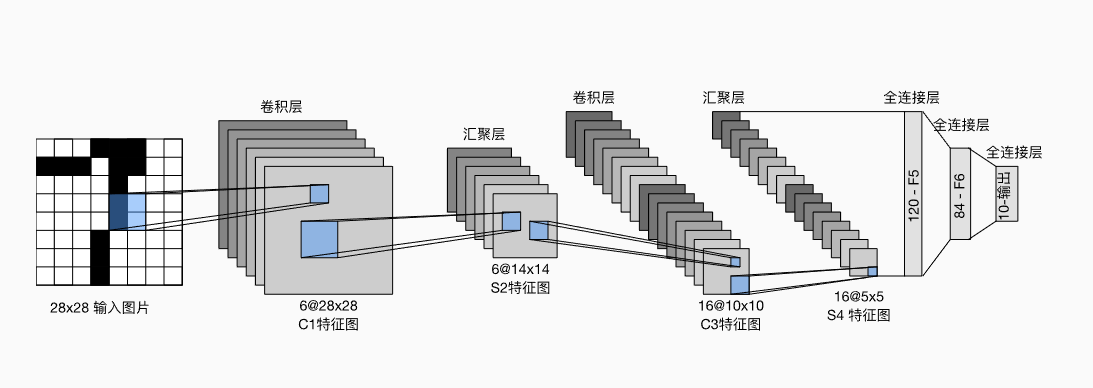 卷积层
汇聚层
卷积层
汇聚层
全连接层
全连接层
全连接层
120 - F5
84 - F6
10-输出
28x28 输入图片
6@28x28
C1特征图
6@14x14
S2特征图
16@10x10
C3特征图
16@5x5
S4 特征图